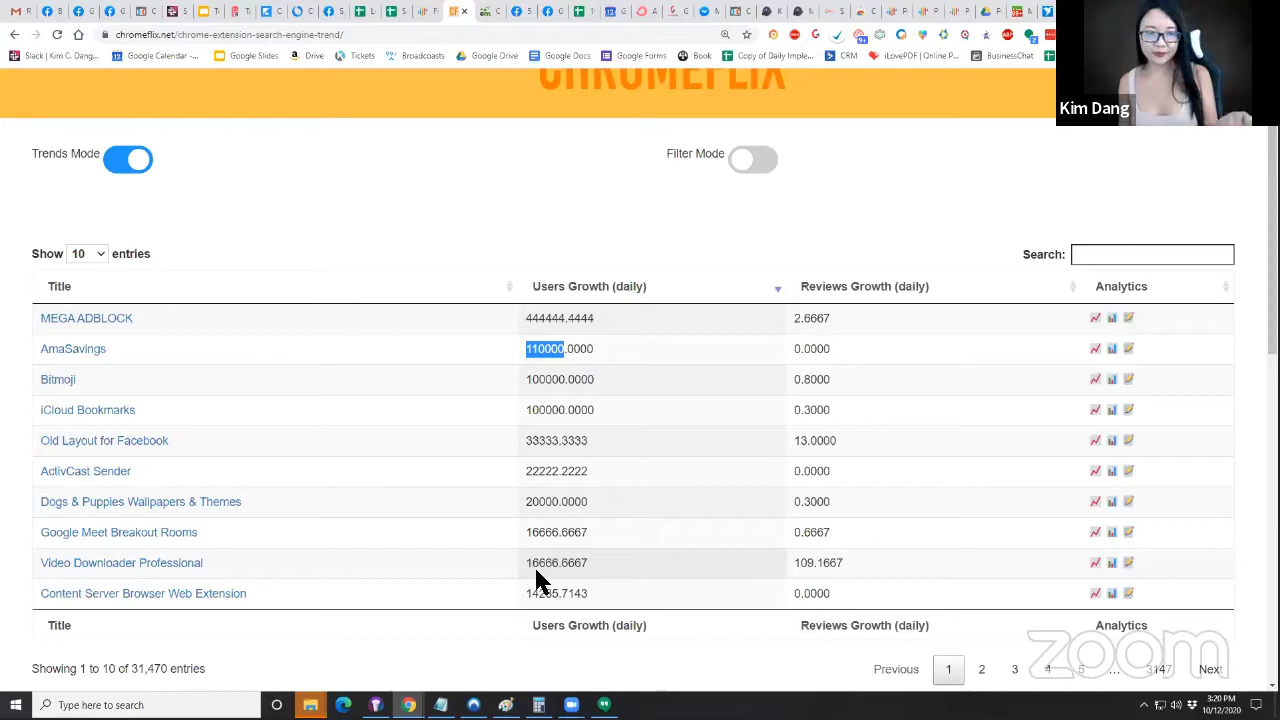 chromeflix.net/chrome-extension-search-engine-trend/
Slack | Kim C. Dang... Google Calendar -... Google Slides Drive Tickets Broadcasts Google Drive Google Docs Google Forms Book Copy of Daily Imple... CRM iLovePDF | Online P... BusinessChat
CHROMEFLIX
Kim Dang
Trends Mode Filter Mode
Show 10 entries Search:
Title Users Growth (daily) Reviews Growth (daily) Analytics
MEGA ADBLOCK 444444.4444 2.6667
AmaSavings 110000.0000 0.0000
Bitmoji 100000.0000 0.8000
iCloud Bookmarks 100000.0000 0.3000
Old Layout for Facebook 33333.3333 13.0000
ActivCast Sender 22222.2222 0.0000
Dogs & Puppies Wallpapers & Themes 20000.0000 0.3000
Google Meet Breakout Rooms 16666.6667 0.6667
Video Downloader Professional 16666.6667 109.1667
Content Server Browser Web Extension 14285.7143 0.0000
Title Users Growth (daily) Reviews Growth (daily) Analytics
Showing 1 to 10 of 31,470 entries Previous 1 2 3 4 5 ... 3147 Next
zoom
Type here to search 3:20 PM
10/12/2020